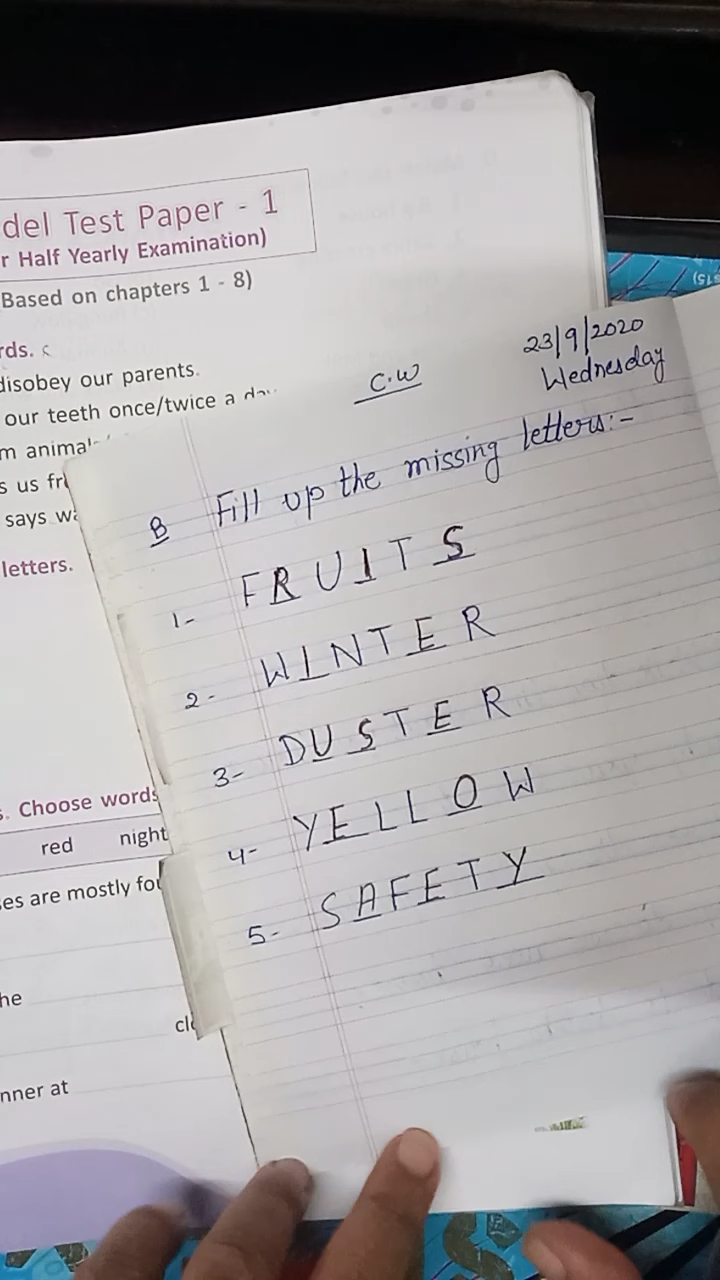 del Test Paper - 1
r Half Yearly Examination)
Based on chapters 1 - 8)
rds.
disobey our parents.
our teeth once/twice a
m
s us
says
letters.
. Choose words
red night
es are mostly
he
nner at
23/9/2020
Wednesday
C.W
B Fill up the missing letters:-
1- FRUITS
2- WINTER
3- DUSTER
4- YELLOW
5- SAFETY